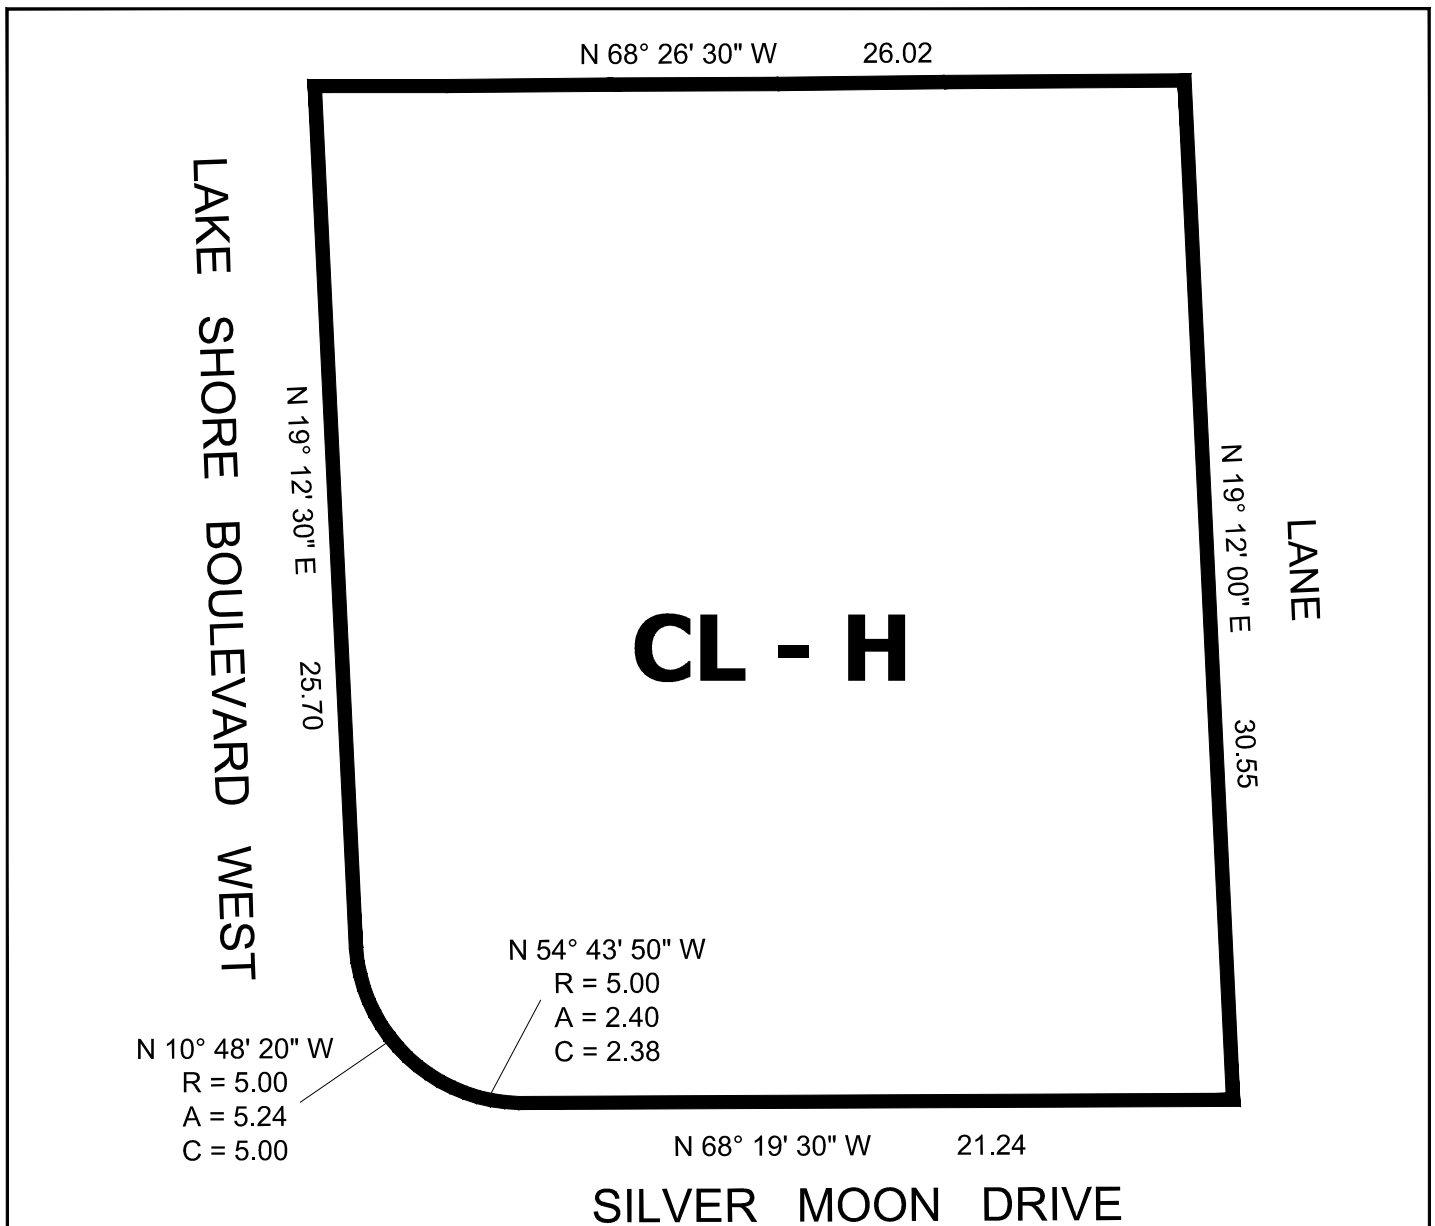 N 68° 26' 30" W 26.02
LAKE SHORE BOULEVARD WEST
N 19° 12' 30" E 25.70
N 19° 12' 00" E 30.55
LANE
CL - H
N 54° 43' 50" W
R = 5.00
A = 2.40
C = 2.38
N 10° 48' 20" W
R = 5.00
A = 5.24
C = 5.00
N 68° 19' 30" W 21.24
SILVER MOON DRIVE